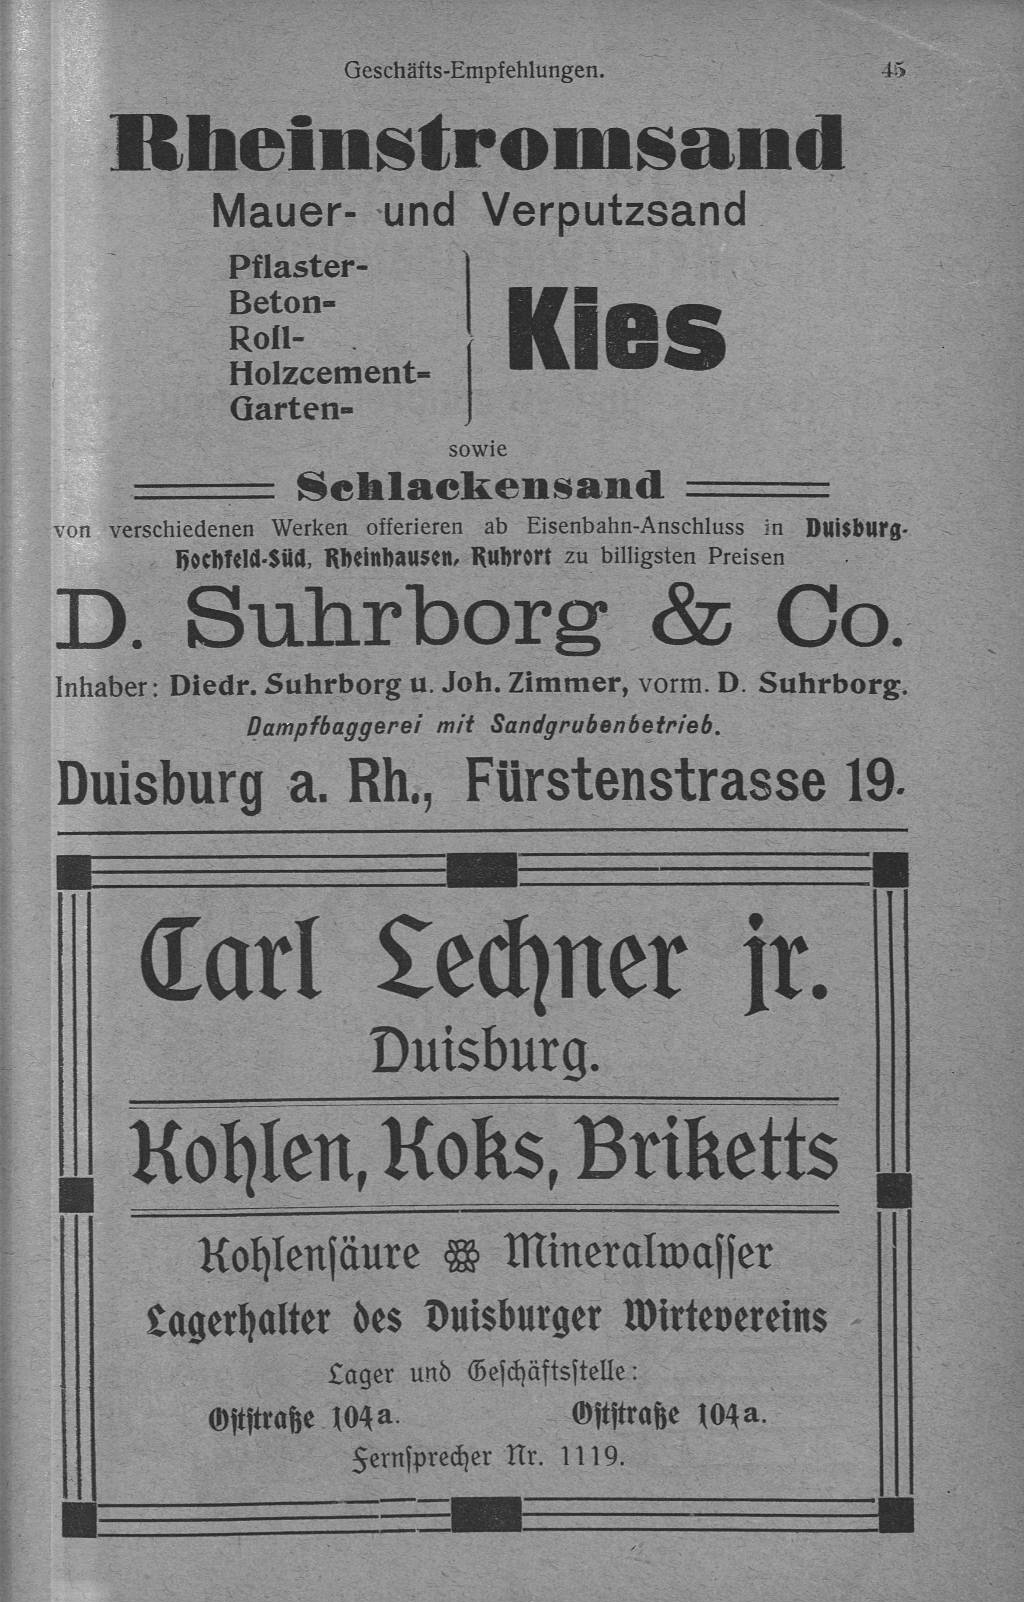 Geschäfts-Empfehlungen. 45
Rheinstromsand
Mauer- und Verputzsand
Pflaster-
Beton-
Roll-
Holzcement-
Garten-
Kies
sowie
Schlackensand
von verschiedenen Werken offerieren ab Eisenbahn-Anschluss in Duisburg-
Hochfeld-Süd, Rheinhausen, Ruhrort zu billigsten Preisen
D. Suhrborg & Co.
Inhaber: Diedr. Suhrborg u. Joh. Zimmer, vorm. D. Suhrborg.
Dampfbaggerei mit Sandgrubenbetrieb.
Duisburg a. Rh., Fürstenstrasse 19.
Carl Lechner jr.
Duisburg.
Kohlen, Koks, Briketts
Kohlenſäure Mineralwaſſer
Lagerhalter des Duisburger Wirtevereins
Lager und Geſchäftsſtelle:
Oſtſtraße 104a. Oſtſtraße 104a.
Fernſprecher Nr. 1119.